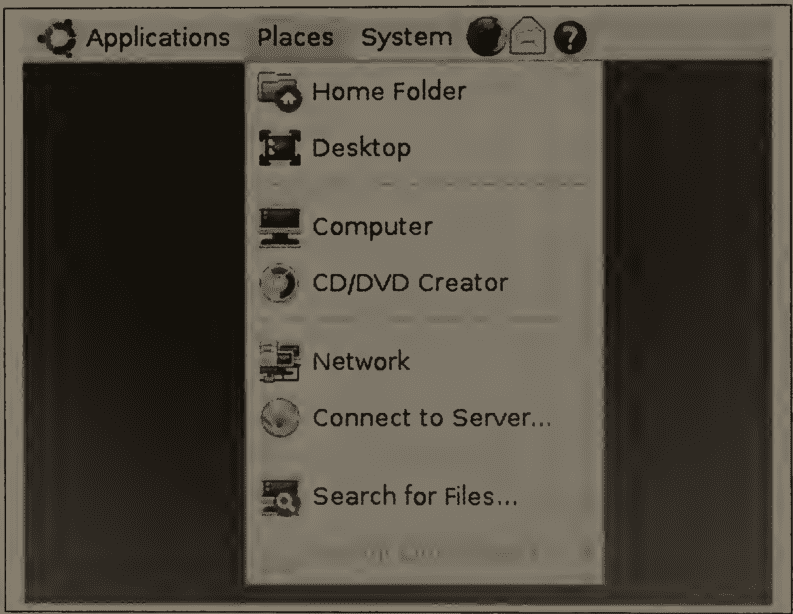 Applications Places System
Home Folder
Desktop
Computer
CD/DVD Creator
Network
Connect to Server...
Search for Files...